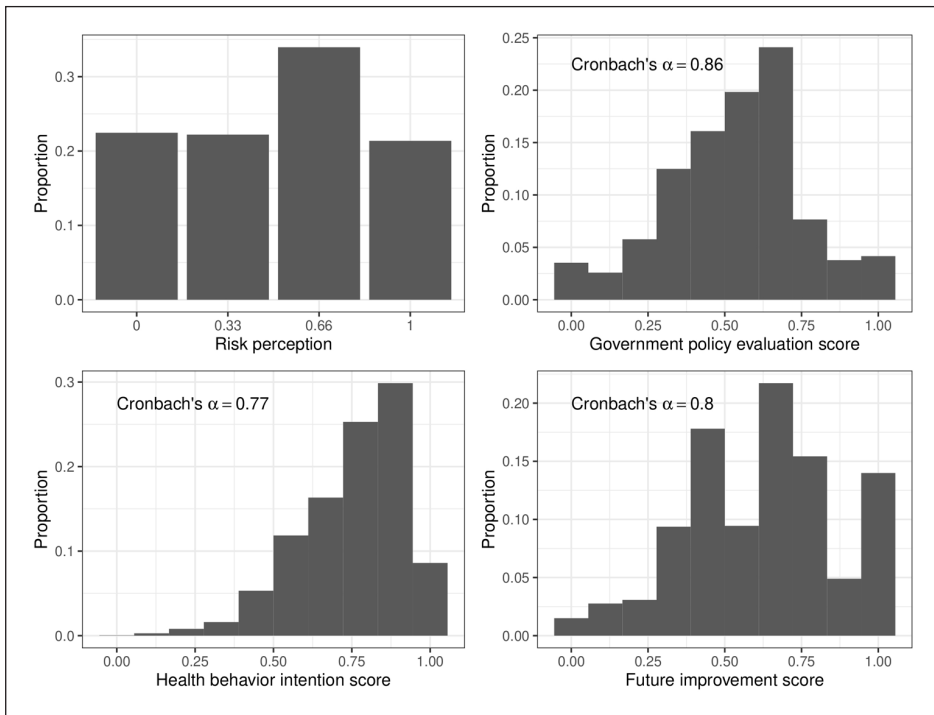 0.3
0.2
0.1
0.0
Proportion
0 0.33 0.66 1
Risk perception
Cronbach's α = 0.86
0.25
0.20
0.15
0.10
0.05
0.00
Proportion
0.00 0.25 0.50 0.75 1.00
Government policy evaluation score
Cronbach's α = 0.77
0.3
0.2
0.1
0.0
Proportion
0.00 0.25 0.50 0.75 1.00
Health behavior intention score
Cronbach's α = 0.8
0.20
0.15
0.10
0.05
0.00
Proportion
0.00 0.25 0.50 0.75 1.00
Future improvement score